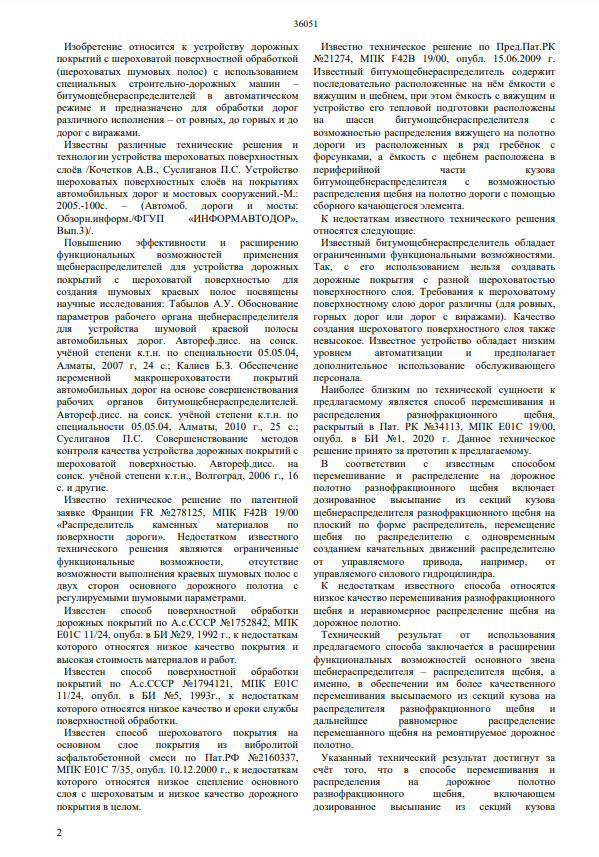 36051
Изобретение относится к устройству дорожных
покрытий с шероховатой поверхностной обработкой
(шероховатых шумовых полос) с использованием
специальных строительно-дорожных машин –
битумощебнераспределителей в автоматическом
режиме и предназначено для обработки дорог
различного исполнения – от ровных, до горных и до
дорог с виражами.
Известны различные технические решения и
технологии устройства шероховатых поверхностных
слоёв /Кочетков А.В., Суслиганов П.С. Устройство
шероховатых поверхностных слоёв на покрытиях
автомобильных дорог и мостовых сооружений.-М.:
2005.-100с. – (Автомоб. дороги и мосты:
Обзорн.информ./ФГУП «ИНФОРМАВТОДОР»,
Вып.3)/.
Повышению эффективности и расширению
функциональных возможностей применения
щебнераспределителей для устройства дорожных
покрытий с шероховатой поверхностью для
создания шумовых краевых полос посвящены
научные исследования: Табылов А.У. Обоснование
параметров рабочего органа щебнераспределителя
для устройства шумовой краевой полосы
автомобильных дорог. Автореф.дисс. на соиск.
учёной степени к.т.н. по специальности 05.05.04,
Алматы, 2007 г, 24 с.; Калиев Б.З. Обеспечение
переменной макрошероховатости покрытий
автомобильных дорог на основе совершенствования
рабочих органов битумощебнераспределителей.
Автореф.дисс. на соиск. учёной степени к.т.н. по
специальности 05.05.04, Алматы, 2010 г., 25 с.;
Суслиганов П.С. Совершенствование методов
контроля качества устройства дорожных покрытий с
шероховатой поверхностью. Автореф.дисс. на
соиск. учёной степени к.т.н., Волгоград, 2006 г., 16
с. и другие.
Известно техническое решение по патентной
заявке Франции FR №278125, МПК F42B 19/00
«Распределитель каменных материалов по
поверхности дороги». Недостатком известного
технического решения являются ограниченные
функциональные возможности, отсутствие
возможности выполнения краевых шумовых полос с
двух сторон основного дорожного полотна с
регулируемыми шумовыми параметрами.
Известен способ поверхностной обработки
дорожных покрытий по А.с.СССР №1752842, МПК
E01C 11/24, опубл. в БИ №29, 1992 г., к недостаткам
которого относятся низкое качество покрытия и
высокая стоимость материалов и работ.
Известен способ поверхностной обработки
покрытий по А.с.СССР №1794121, МПК E01C
11/24, опубл. в БИ №5, 1993г., к недостаткам
которого относятся низкое качество и сроки службы
поверхностной обработки.
Известен способ шероховатого покрытия на
основном слое покрытия из вибролитой
асфальтобетонной смеси по Пат.РФ №2160337,
МПК E01C 7/35, опубл. 10.12.2000 г., к недостаткам
которого относятся низкое сцепление основного
слоя с шероховатым и низкое качество дорожного
покрытия в целом.
Известно техническое решение по Пред.Пат.РК
№21274, МПК F42B 19/00, опубл. 15.06.2009 г.
Известный битумощебнераспределитель содержит
последовательно расположенные на нём ёмкости с
вяжущим и щебнем, при этом ёмкость с вяжущим и
устройство его тепловой подготовки расположены
на шасси битумощебнераспределителя с
возможностью распределения вяжущего на полотно
дороги из расположенных в ряд гребёнок с
форсунками, а ёмкость с щебнем расположена в
периферийной части кузова
битумощебнераспределителя с возможностью
распределения щебня на полотно дороги с помощью
сборного качающегося элемента.
К недостаткам известного технического решения
относятся следующие.
Известный битумощебнераспределитель обладает
ограниченными функциональными возможностями.
Так, с его использованием нельзя создавать
дорожные покрытия с разной шероховатостью
поверхностного слоя. Требования к шероховатому
поверхностному слою дорог различны (для ровных,
горных дорог или дорог с виражами). Качество
создания шероховатого поверхностного слоя также
невысокое. Известное устройство обладает низким
уровнем автоматизации и предполагает
дополнительное использование обслуживающего
персонала.
Наиболее близким по технической сущности к
предлагаемому является способ перемешивания и
распределения разнофракционного щебня,
раскрытый в Пат. РК №34113, МПК E01C 19/00,
опубл. в БИ №1, 2020 г. Данное техническое
решение принято за прототип к предлагаемому.
В соответствии с известным способом
перемешивание и распределение на дорожное
полотно разнофракционного щебня включает
дозированное высыпание из секций кузова
щебнераспределителя разнофракционного щебня на
плоский по форме распределитель, перемещение
щебня по распределителю с одновременным
созданием качательных движений распределителю
от управляемого привода, например, от
управляемого силового гидроцилиндра.
К недостаткам известного способа относятся
низкое качество перемешивания разнофракционного
щебня и неравномерное распределение щебня на
дорожное полотно.
Технический результат от использования
предлагаемого способа заключается в расширении
функциональных возможностей основного звена
щебнераспределителя – распределителя щебня, а
именно, в обеспечении им более качественного
перемешивания высыпаемого из секций кузова на
распределителя разнофракционного щебня и
дальнейшее равномерное распределение
перемешанного щебня на ремонтируемое дорожное
полотно.
Указанный технический результат достигнут за
счёт того, что в способе перемешивания и
распределения на дорожное полотно
разнофракционного щебня, включающем
дозированное высыпание из секций кузова
2